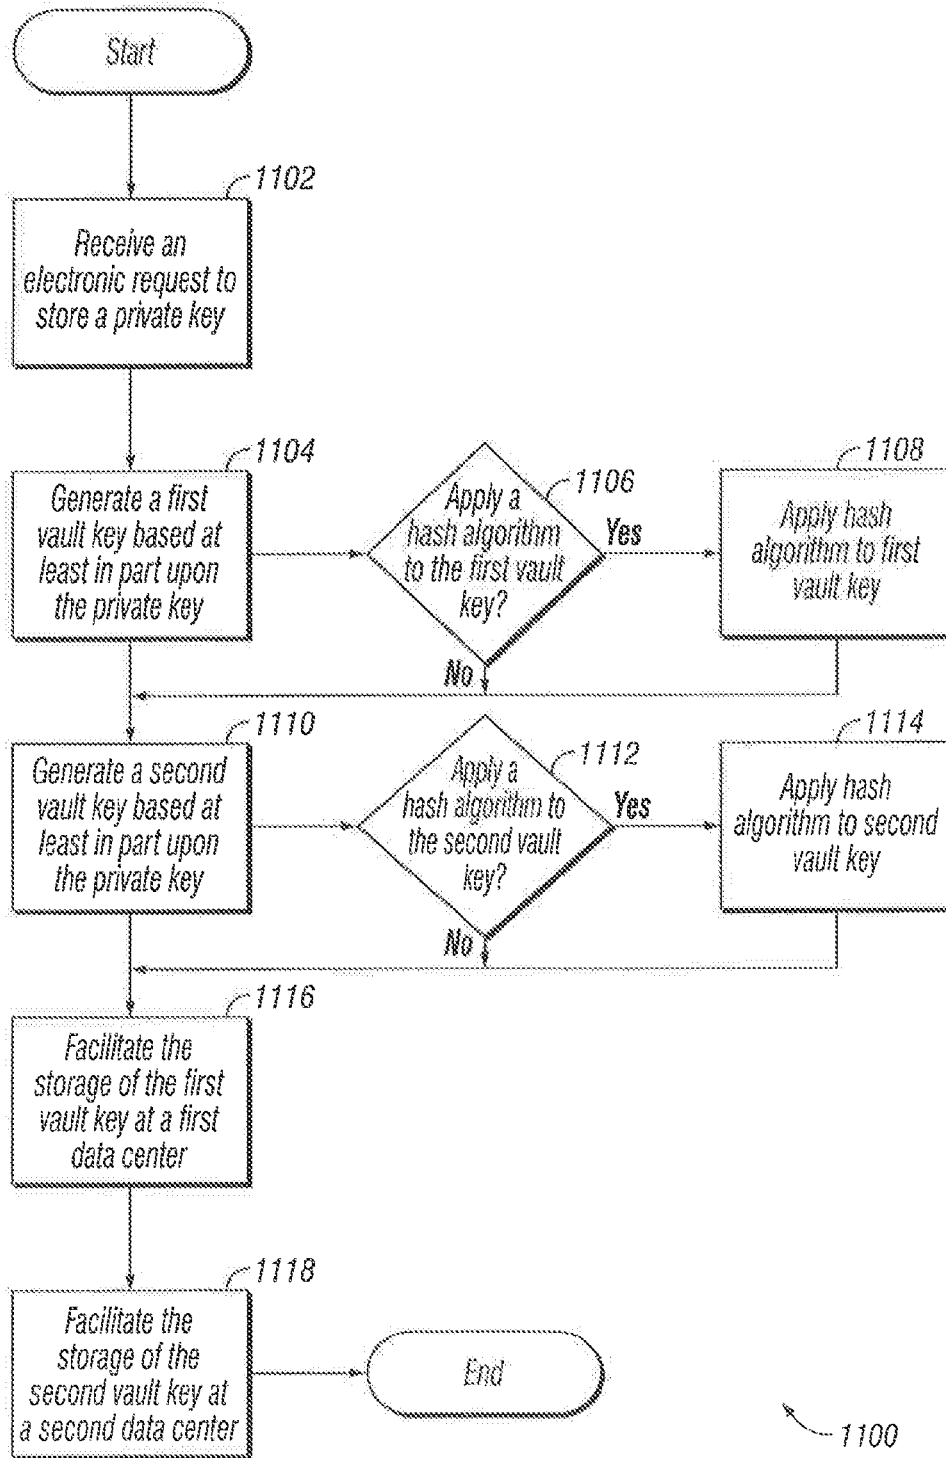 Start
1102
Receive an
electronic request to
store a private key
1104
Generate a first
vault key based at
least in part upon
the private key
1106
Apply a
hash algorithm
to the first vault
key?
Yes
No
1108
Apply hash
algorithm to first
vault key
1110
Generate a second
vault key based at
least in part upon
the private key
1112
Apply a
hash algorithm to
the second vault
key?
Yes
No
1114
Apply hash
algorithm to second
vault key
1116
Facilitate the
storage of the first
vault key at a first
data center
1118
Facilitate the
storage of the
second vault key at
a second data center
End
1100